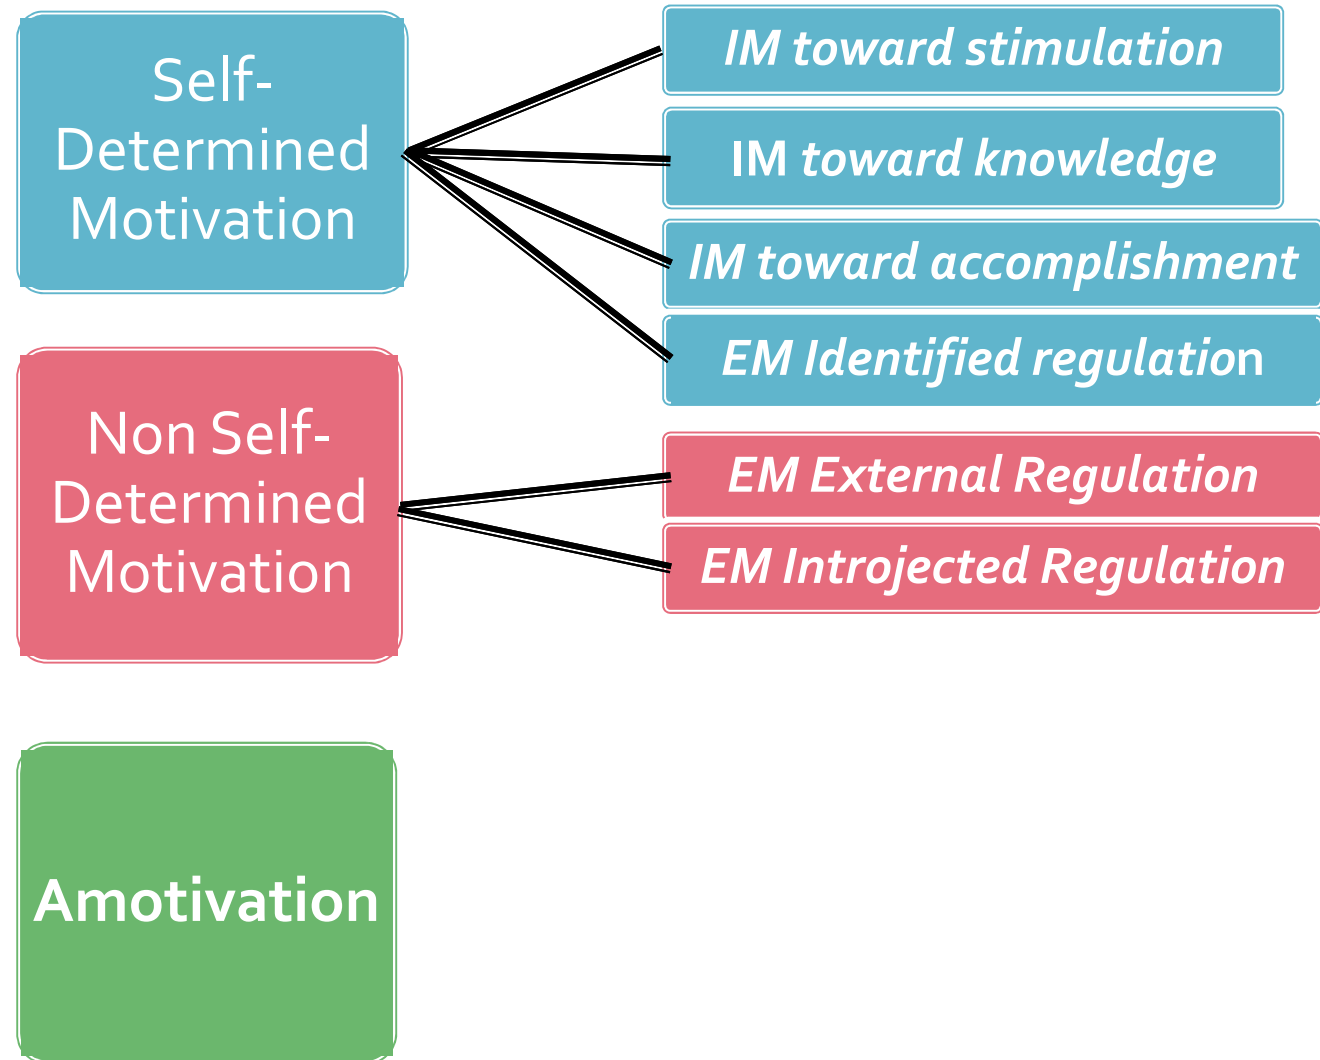 Self-
Determined
Motivation
IM toward stimulation
IM toward knowledge
IM toward accomplishment
EM Identified regulation
Non Self-
Determined
Motivation
EM External Regulation
EM Introjected Regulation
Amotivation